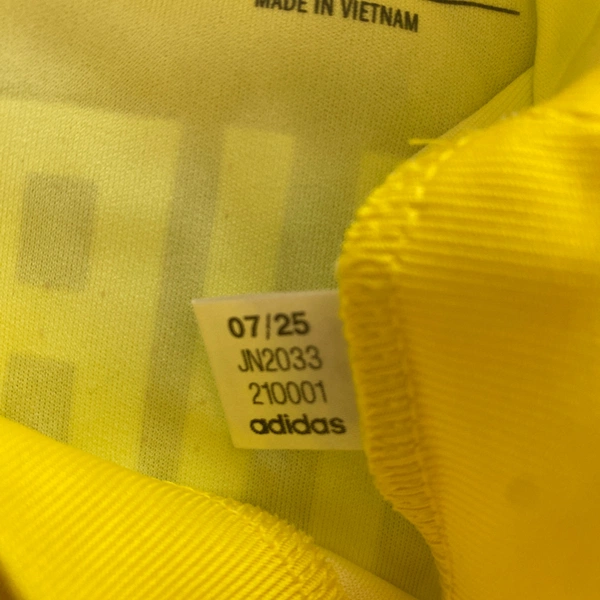 MADE IN VIETNAM
07/25
JN2033
210001
adidas